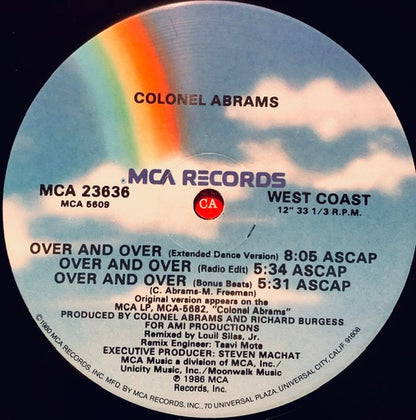 COLONEL ABRAMS
MCA RECORDS
MCA 23636
MCA 5609
CA
WEST COAST
12" 33 1/3 R.P.M.
OVER AND OVER (Extended Dance Version) 8:05 ASCAP
OVER AND OVER (Radio Edit) 5:34 ASCAP
OVER AND OVER (Bonus Beats) 5:31 ASCAP
(C. Abrams-M. Freeman)
Original version appears on the
MCA LP, MCA-5682, "Colonel Abrams"
PRODUCED BY COLONEL ABRAMS AND RICHARD BURGESS
FOR AMI PRODUCTIONS
Remixed by Louil Silas, Jr.
Remix Engineer: Taavi Mote
EXECUTIVE PRODUCER: STEVEN MACHAT
MCA Music a division of MCA, Inc./
Unicity Music, Inc./Moonwalk Music
℗ 1986 MCA
Records, Inc.
©1980 MCA RECORDS, INC. MFD. BY MCA RECORDS, INC., 70 UNIVERSAL PLAZA, UNIVERSAL CITY, CALIF. 91608